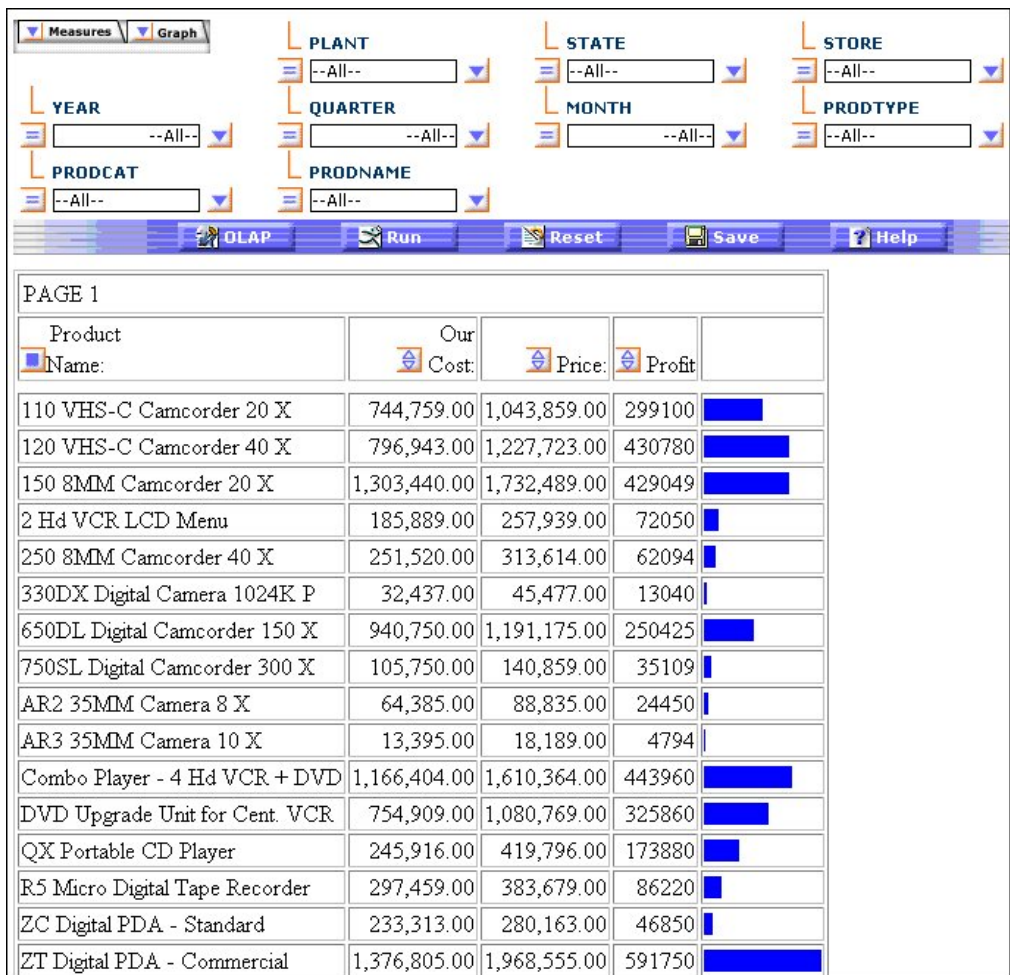 Measures Graph
PLANT STATE STORE
--All-- --All-- --All--
YEAR QUARTER MONTH PRODTYPE
--All-- --All-- --All-- --All--
PRODCAT PRODNAME
--All-- --All--
OLAP Run Reset Save Help
PAGE 1
Product Our
Name: Cost: Price: Profit
110 VHS-C Camcorder 20 X 744,759.00 1,043,859.00 299100
120 VHS-C Camcorder 40 X 796,943.00 1,227,723.00 430780
150 8MM Camcorder 20 X 1,303,440.00 1,732,489.00 429049
2 Hd VCR LCD Menu 185,889.00 257,939.00 72050
250 8MM Camcorder 40 X 251,520.00 313,614.00 62094
330DX Digital Camera 1024K P 32,437.00 45,477.00 13040
650DL Digital Camcorder 150 X 940,750.00 1,191,175.00 250425
750SL Digital Camcorder 300 X 105,750.00 140,859.00 35109
AR2 35MM Camera 8 X 64,385.00 88,835.00 24450
AR3 35MM Camera 10 X 13,395.00 18,189.00 4794
Combo Player - 4 Hd VCR + DVD 1,166,404.00 1,610,364.00 443960
DVD Upgrade Unit for Cent. VCR 754,909.00 1,080,769.00 325860
QX Portable CD Player 245,916.00 419,796.00 173880
R5 Micro Digital Tape Recorder 297,459.00 383,679.00 86220
ZC Digital PDA - Standard 233,313.00 280,163.00 46850
ZT Digital PDA - Commercial 1,376,805.00 1,968,555.00 591750